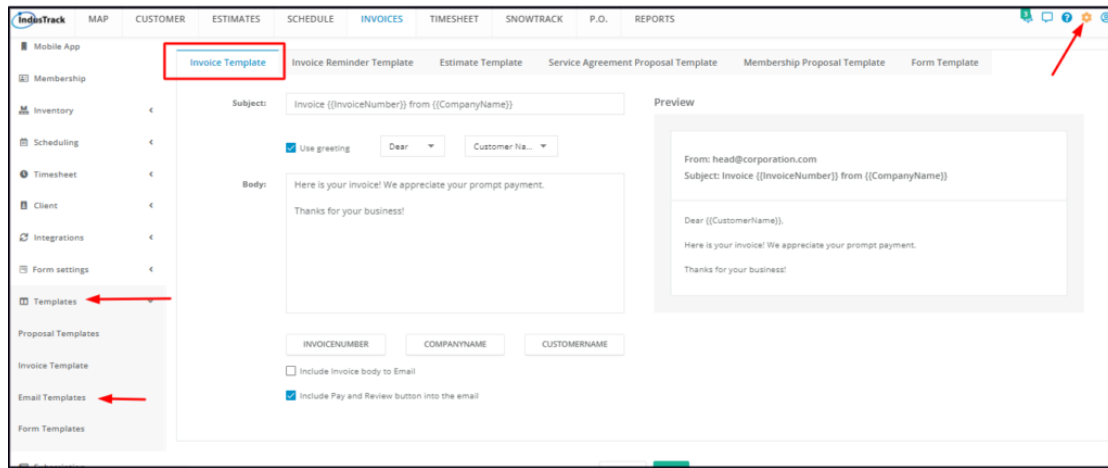 IndusTrack MAP CUSTOMER ESTIMATES SCHEDULE INVOICES TIMESHEET SNOWTRACK P.O. REPORTS 3 ?
Mobile App
Invoice Template Invoice Reminder Template Estimate Template Service Agreement Proposal Template Membership Proposal Template Form Template
Membership
Subject: Invoice {{InvoiceNumber}} from {{CompanyName}} Preview
Inventory
Scheduling Use greeting Dear Customer Na...
From: head@corporation.com
Timesheet Subject: Invoice {{InvoiceNumber}} from {{CompanyName}}
Body: Here is your invoice! We appreciate your prompt payment.
Client Thanks for your business!
Dear {{CustomerName}},
Integrations Here is your invoice! We appreciate your prompt payment.
Form settings Thanks for your business!
Templates
Proposal Templates
INVOICENUMBER COMPANYNAME CUSTOMERNAME
Invoice Template Include Invoice body to Email
Email Templates Include Pay and Review button into the email
Form Templates